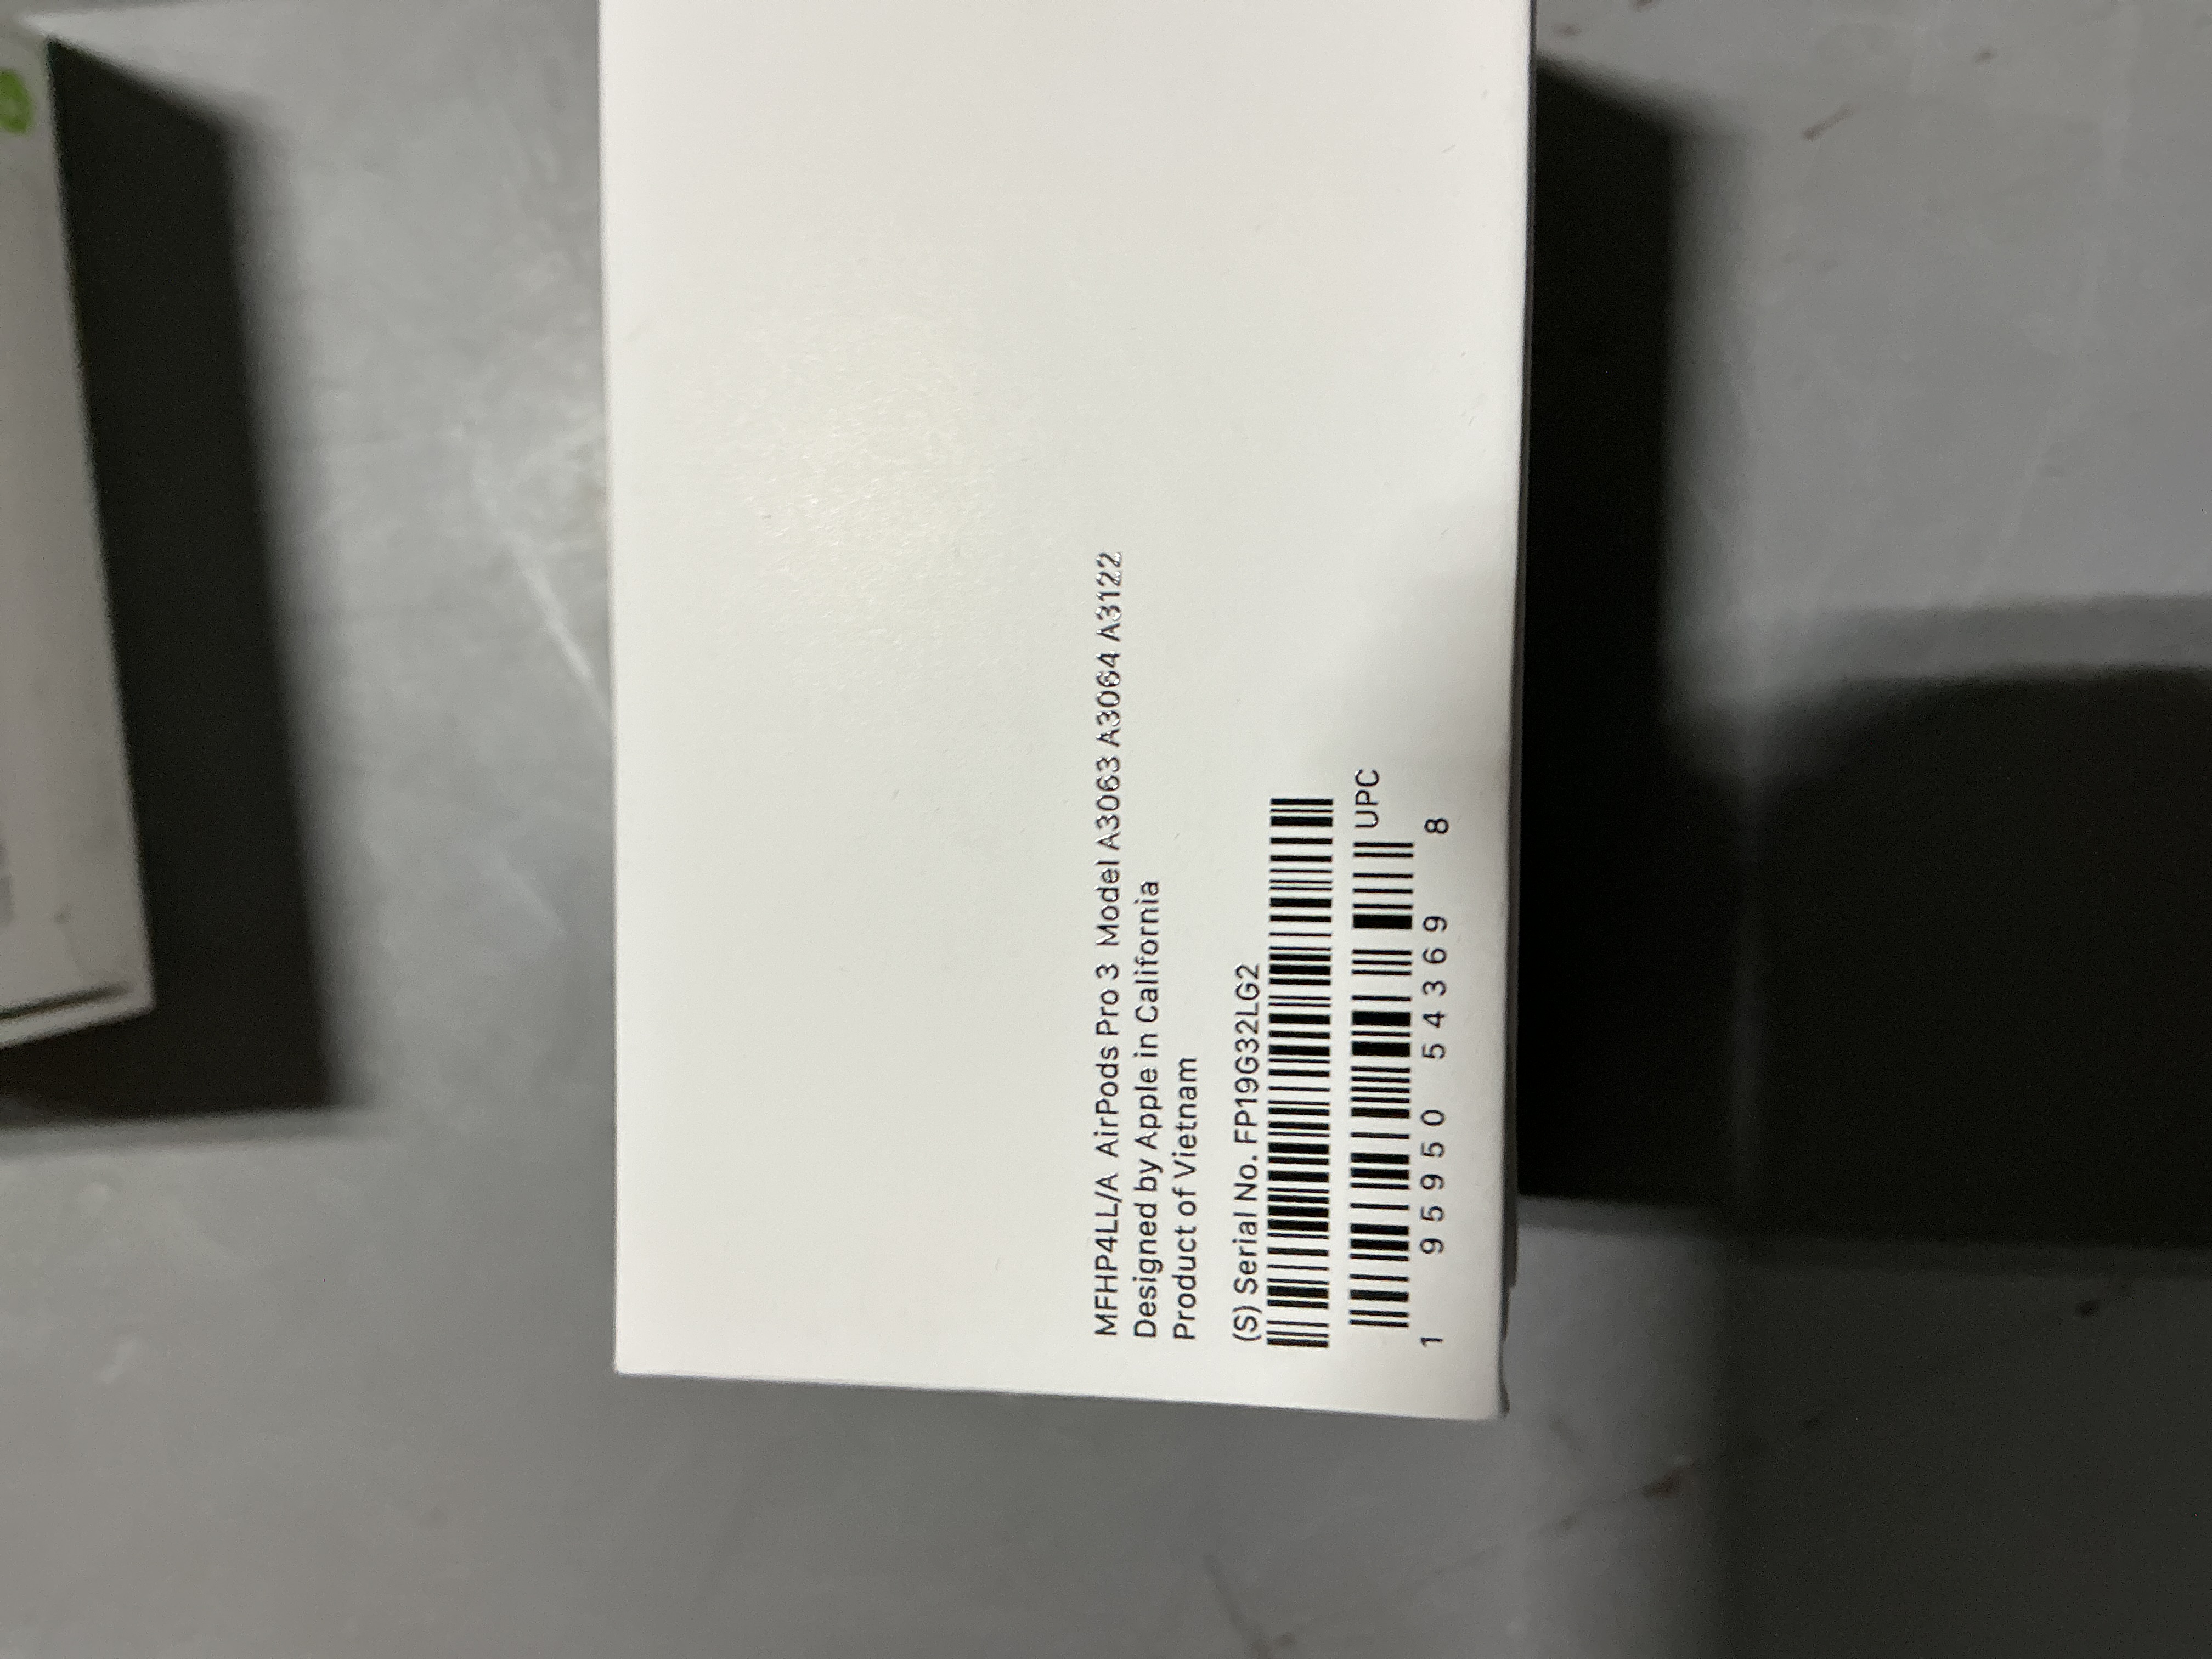 MFHP4LL/A AirPods Pro 3 Model A3063 A3064 A3122
Designed by Apple in California
Product of Vietnam
(S) Serial No. FP19G32LG2
UPC
1 95950 54369 8